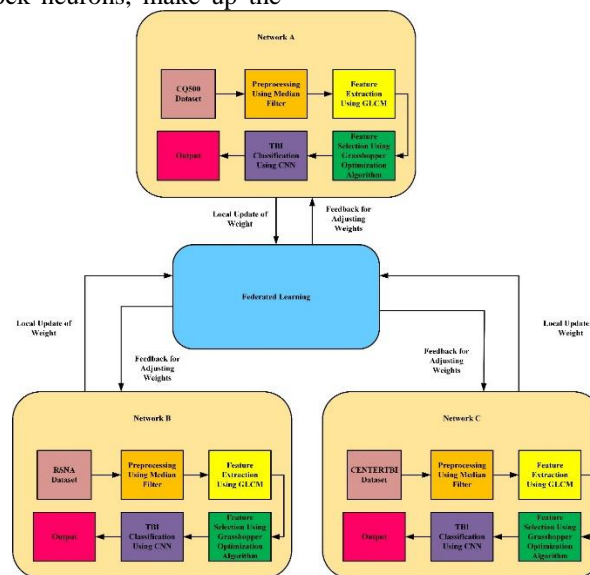 ock neurons, make up the
Network A
CQ500
Dataset
Preprocessing
Using Median
Filter
Feature
Extraction
Using GLCM
Output
TBI
Classification
Using CNN
Feature
Selection Using
Grasshopper
Optimization
Algorithm
Local Update of
Weight
Feedback for
Adjusting
Weights
Federated Learning
Local Update of
Weight
Feedback for
Adjusting
Weights
Feedback for
Adjusting
Weights
Local Update
Weight
Network B
RSNA
Dataset
Preprocessing
Using Median
Filter
Feature
Extraction
Using GLCM
Output
TBI
Classification
Using CNN
Feature
Selection Using
Grasshopper
Optimization
Algorithm
Network C
CENTERTBI
Dataset
Preprocessing
Using Median
Filter
Feature
Extraction
Using GLCM
Output
TBI
Classification
Using CNN
Feature
Selection Using
Grasshopper
Optimization
Algorithm